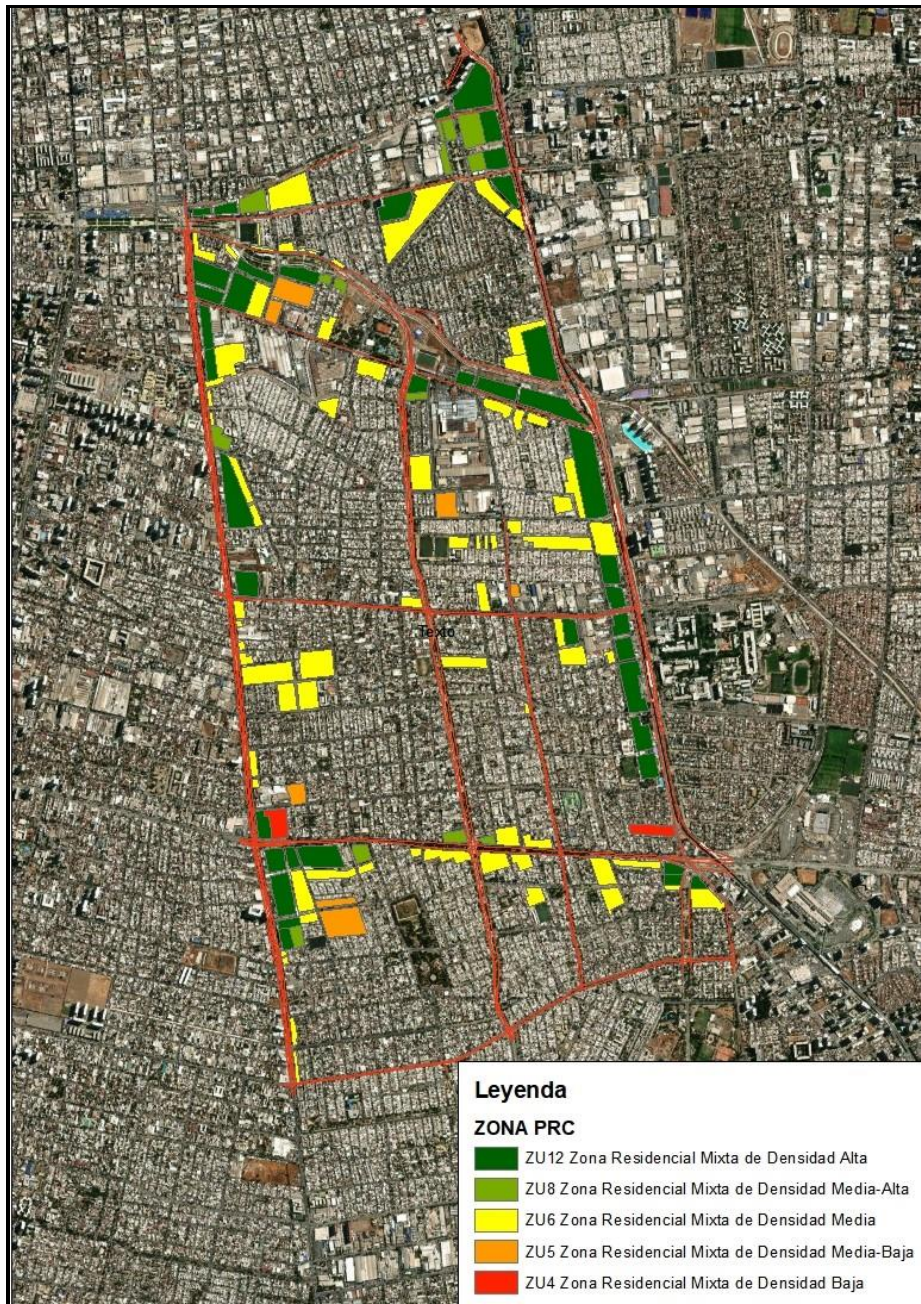 Texto
Leyenda
ZONA PRC
ZU12 Zona Residencial Mixta de Densidad Alta
ZU8 Zona Residencial Mixta de Densidad Media-Alta
ZU6 Zona Residencial Mixta de Densidad Media
ZU5 Zona Residencial Mixta de Densidad Media-Baja
ZU4 Zona Residencial Mixta de Densidad Baja